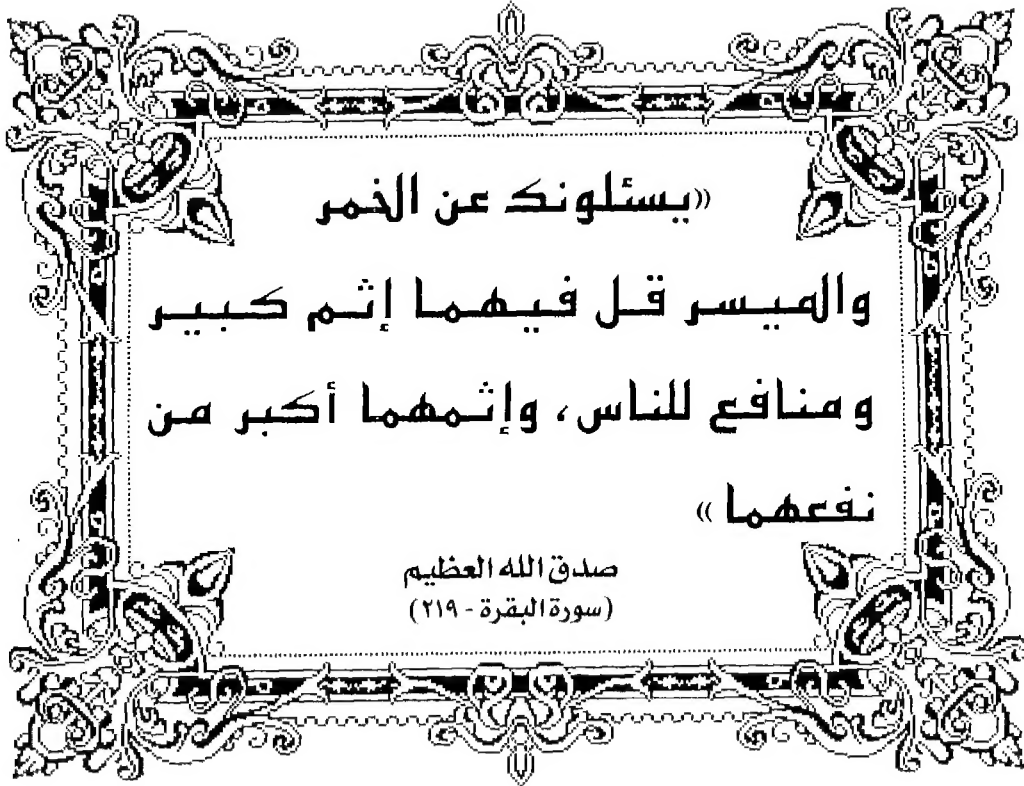 «يسئلونك عن الخمر
والميسر قل فيهما إثم كبير
ومنافع للناس، وإثمهما أكبر من
نفعهما»
صدق الله العظيم
(سورة البقرة - ٢١٩)